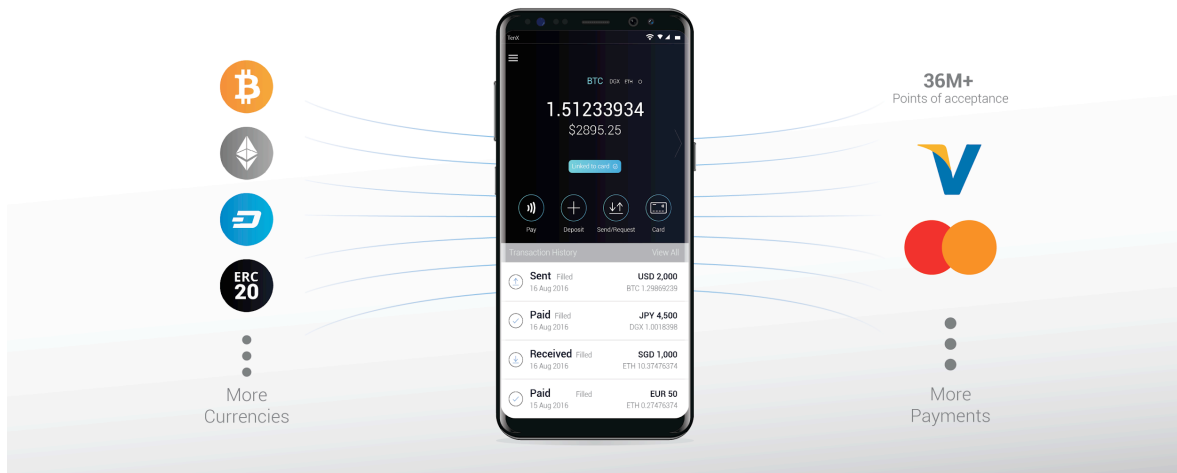 TenX
BTC DGX ETH
1.51233934
$2895.25
Linked to card
Pay Deposit Send/Request Card
Transaction History View All
Sent Filled USD 2,000
16 Aug 2016 BTC 1.29869239
Paid Filled JPY 4,500
16 Aug 2016 DGX 1.0018398
Received Filled SGD 1,000
16 Aug 2016 ETH 10.37476374
Paid Filled EUR 50
15 Aug 2016 ETH 0.27476374
ERC
20
More
Currencies
36M+
Points of acceptance
More
Payments